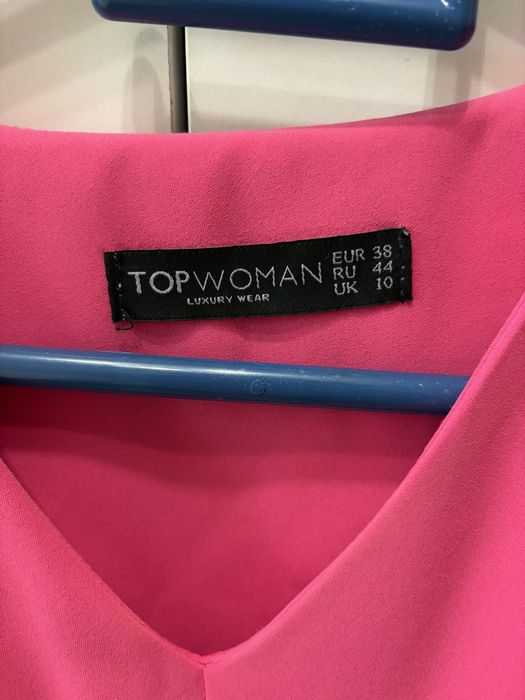 TOPWOMAN
LUXURY WEAR
EUR 38
RU 44
UK 10